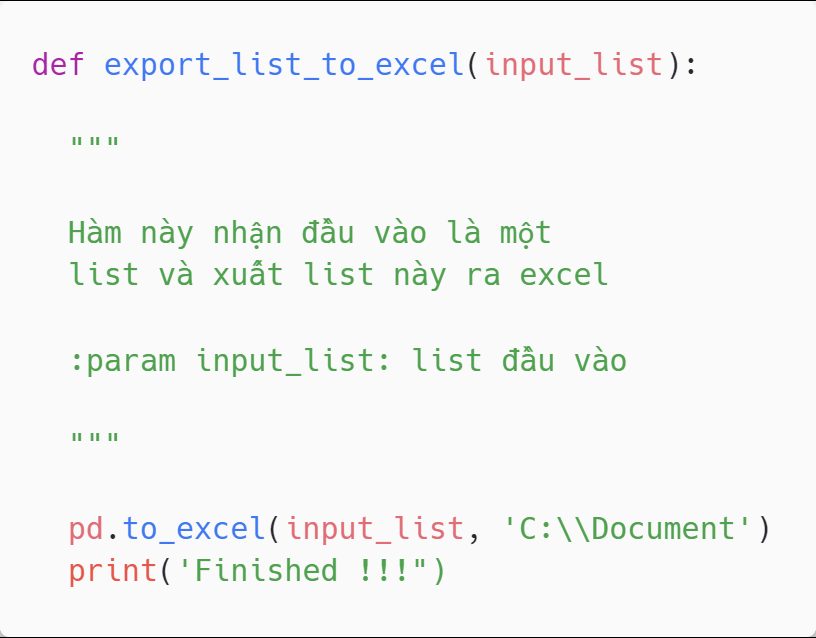 def export_list_to_excel(input_list):
"""
Hàm này nhận đầu vào là một
list và xuất list này ra excel
:param input_list: list đầu vào
"""
pd.to_excel(input_list, 'C:\\Document')
print('Finished !!!")